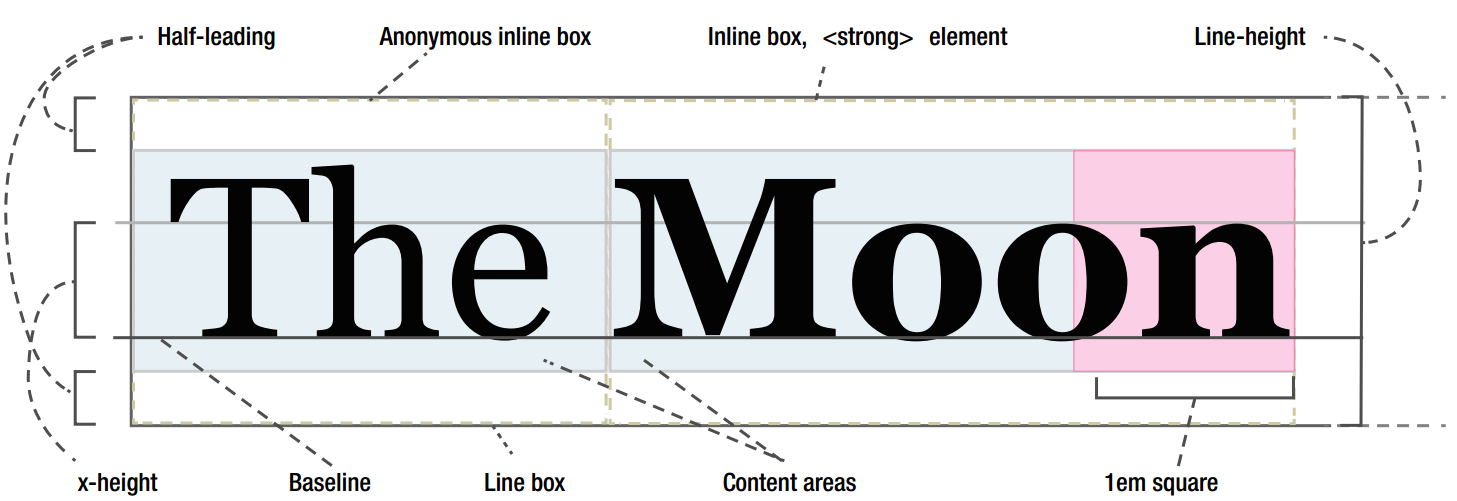 Half-leading Anonymous inline box Inline box, <strong> element Line-height
The Moon
x-height Baseline Line box Content areas 1em square